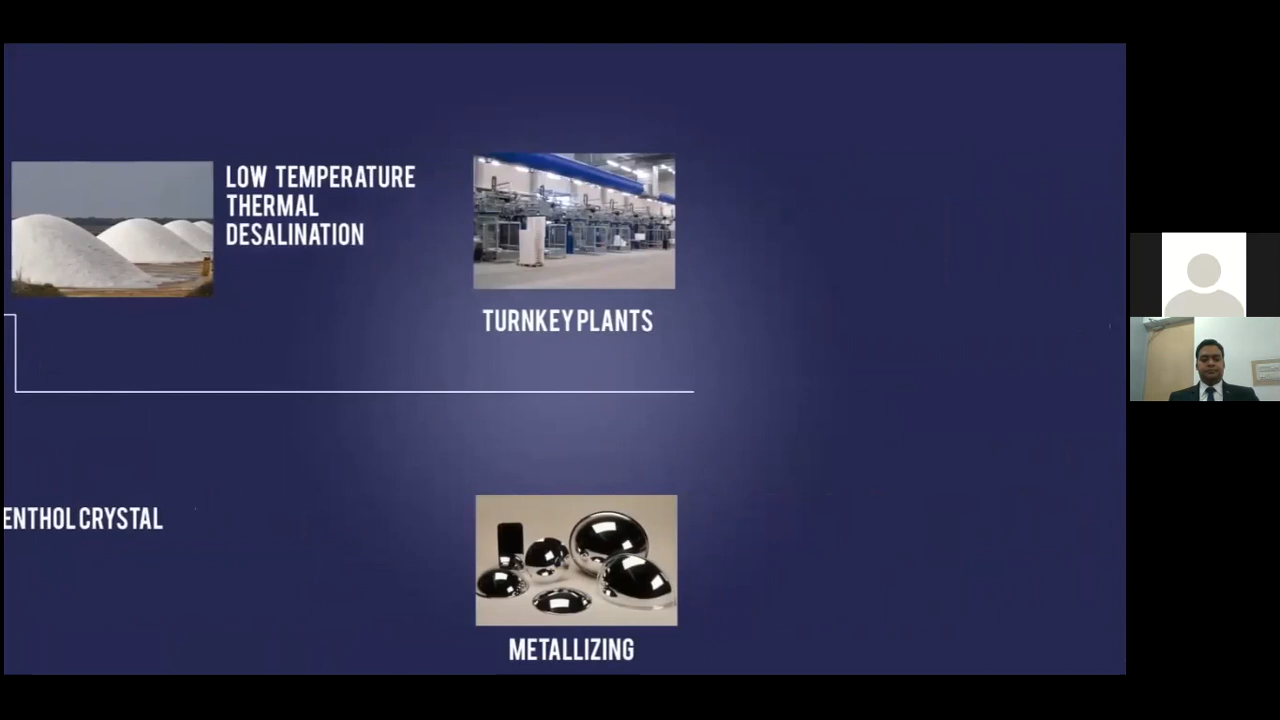 LOW TEMPERATURE
THERMAL
DESALINATION
TURNKEY PLANTS
ENTHOL CRYSTAL
METALLIZING